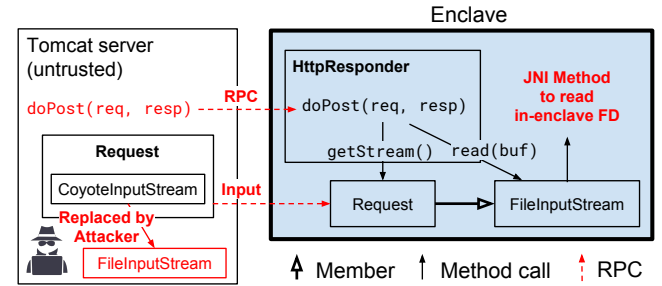 Enclave
Tomcat server
(untrusted)
doPost(req, resp)
RPC
Request
CoyoteInputStream
Input
Replaced by
Attacker
FileInputStream
HttpResponder
doPost(req, resp)
getStream()
read(buf)
JNI Method
to read
in-enclave FD
Request
FileInputStream
Member
Method call
RPC